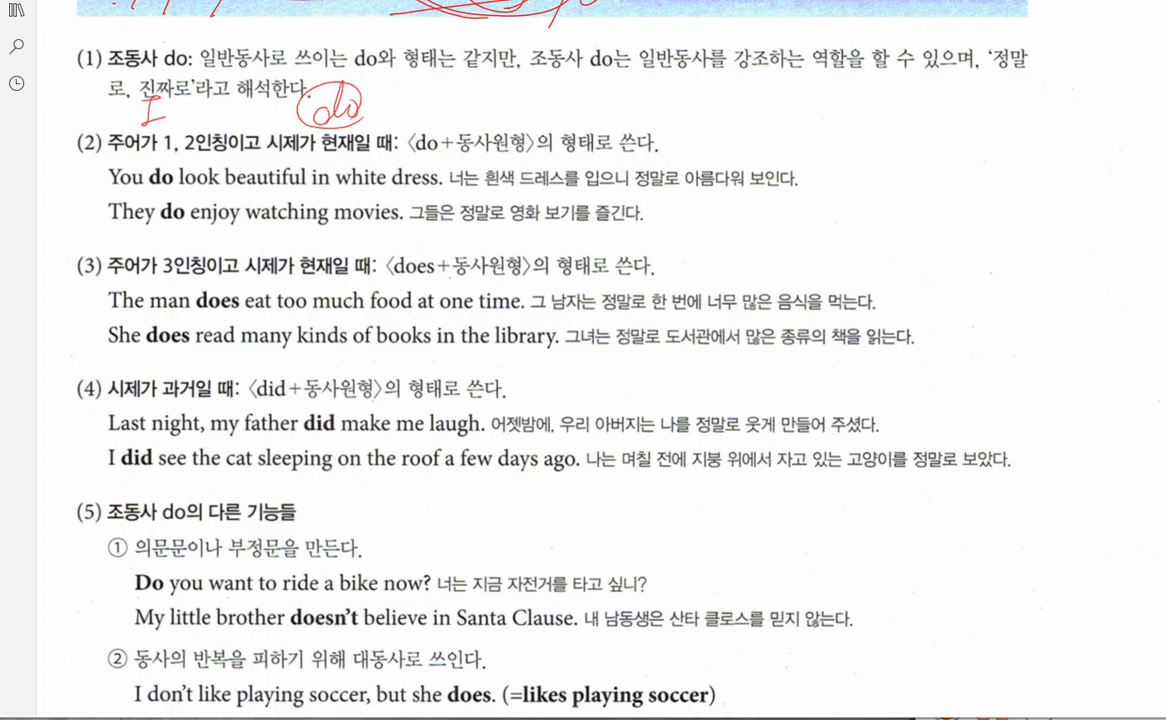 (1) 조동사 do: 일반동사로 쓰이는 do와 형태는 같지만, 조동사 do는 일반동사를 강조하는 역할을 할 수 있으며, ‘정말
로, 진짜로’라고 해석한다.
I do
(2) 주어가 1, 2인칭이고 시제가 현재일 때: 〈do+동사원형〉의 형태로 쓴다.
You do look beautiful in white dress. 너는 흰색 드레스를 입으니 정말로 아름다워 보인다.
They do enjoy watching movies. 그들은 정말로 영화 보기를 즐긴다.
(3) 주어가 3인칭이고 시제가 현재일 때: 〈does+동사원형〉의 형태로 쓴다.
The man does eat too much food at one time. 그 남자는 정말로 한 번에 너무 많은 음식을 먹는다.
She does read many kinds of books in the library. 그녀는 정말로 도서관에서 많은 종류의 책을 읽는다.
(4) 시제가 과거일 때: 〈did+동사원형〉의 형태로 쓴다.
Last night, my father did make me laugh. 어젯밤에, 우리 아버지는 나를 정말로 웃게 만들어 주셨다.
I did see the cat sleeping on the roof a few days ago. 나는 며칠 전에 지붕 위에서 자고 있는 고양이를 정말로 보았다.
(5) 조동사 do의 다른 기능들
① 의문문이나 부정문을 만든다.
Do you want to ride a bike now? 너는 지금 자전거를 타고 싶니?
My little brother doesn’t believe in Santa Clause. 내 남동생은 산타 클로스를 믿지 않는다.
② 동사의 반복을 피하기 위해 대동사로 쓰인다.
I don’t like playing soccer, but she does. (=likes playing soccer)